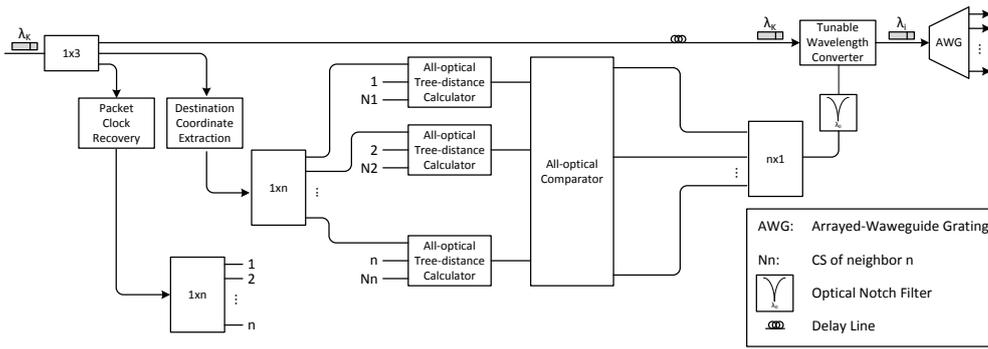 λK
1x3
Packet
Clock
Recovery
Destination
Coordinate
Extraction
1xn
1xn
1
2
⋮
n
⋮
1
N1
All-optical
Tree-distance
Calculator
2
N2
All-optical
Tree-distance
Calculator
n
Nn
All-optical
Tree-distance
Calculator
All-optical
Comparator
⋮
nx1
λK
Tunable
Wavelength
Converter
λi
AWG
⋮
λ0
AWG: Arrayed-Waweguide Grating
Nn: CS of neighbor n
λ0
Optical Notch Filter
Delay Line